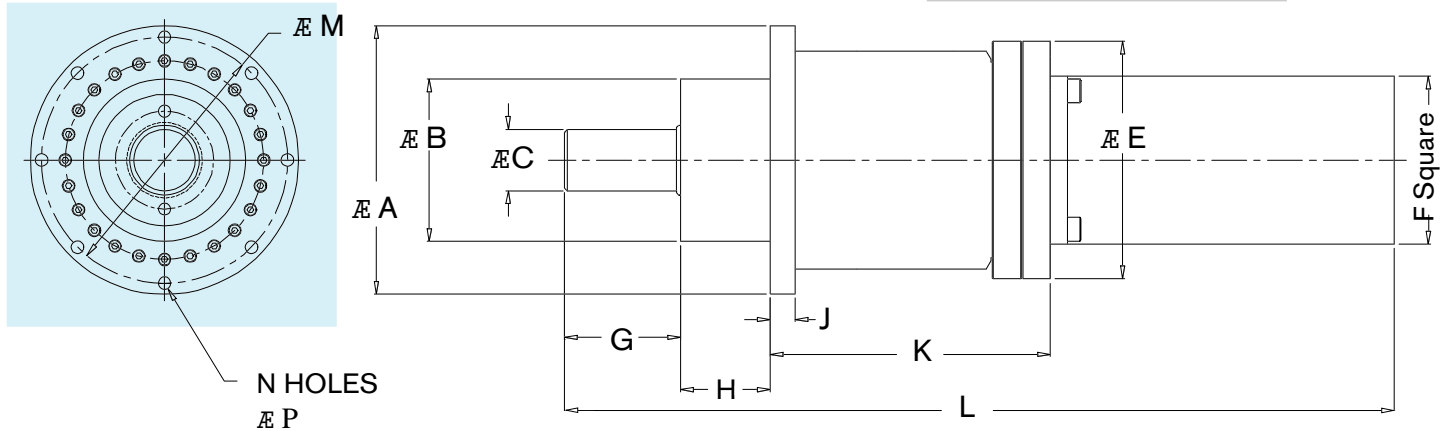 Æ M
N HOLES
Æ P
Æ A
Æ B
ÆC
G
H
J
K
L
Æ E
F Square